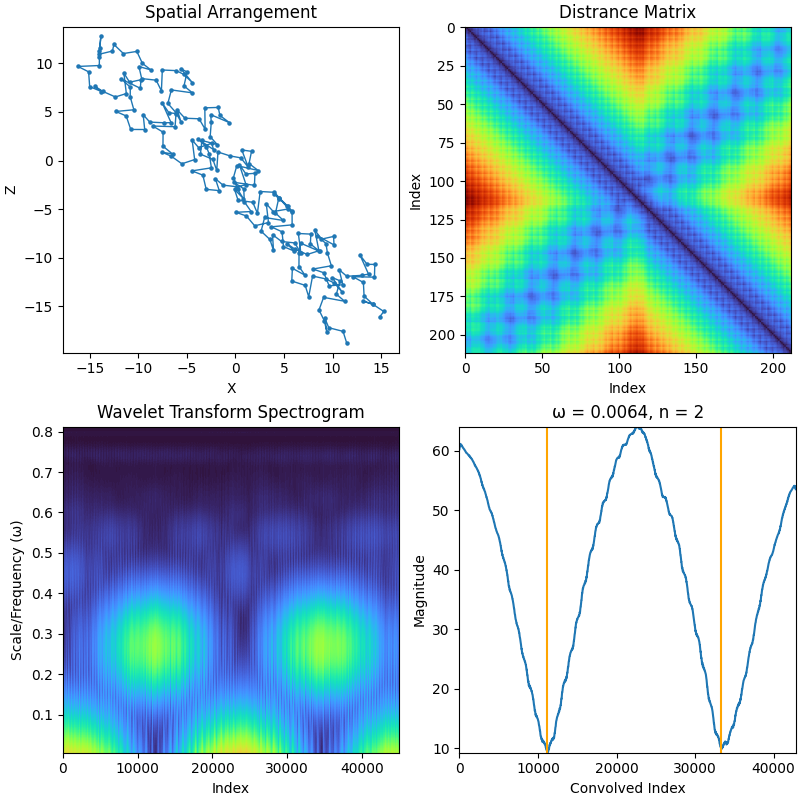 Spatial Arrangement
10
5
0
−5
−10
−15
Z
−15 −10 −5 0 5 10 15
X
Distrance Matrix
0
25
50
75
100
125
150
175
200
Index
0 50 100 150 200
Index
Wavelet Transform Spectrogram
0.8
0.7
0.6
0.5
0.4
0.3
0.2
0.1
Scale/Frequency (ω)
0 10000 20000 30000 40000
Index
ω = 0.0064, n = 2
60
50
40
30
20
10
Magnitude
0 10000 20000 30000 40000
Convolved Index